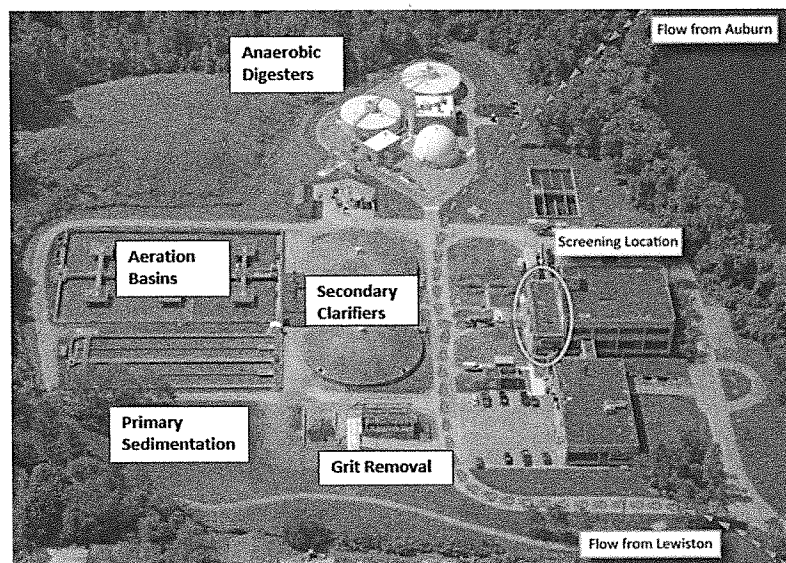 Flow from Auburn
Anaerobic
Digesters
Screening Location
Aeration
Basins
Secondary
Clarifiers
Primary
Sedimentation
Grit Removal
Flow from Lewiston